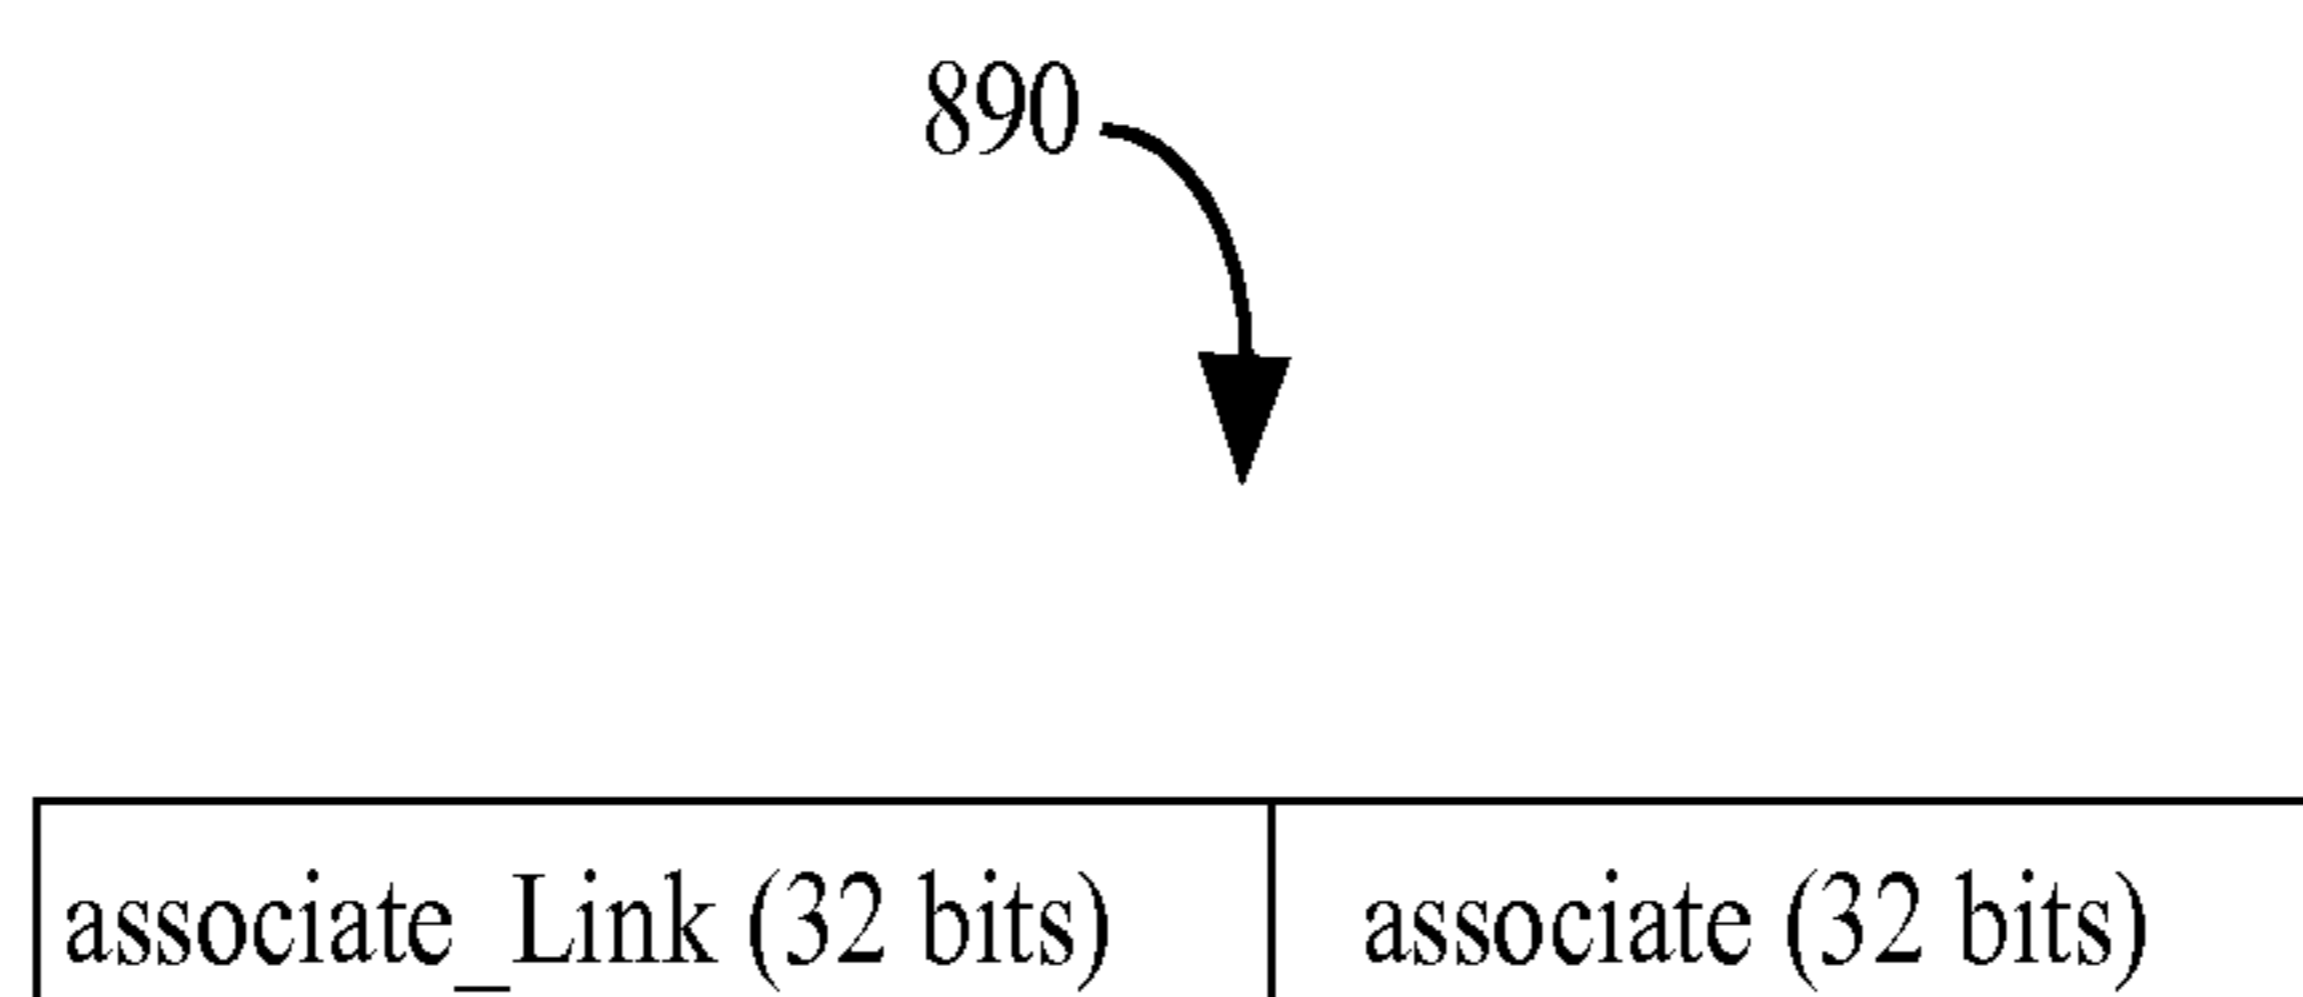 890
associate_Link (32 bits) associate (32 bits)